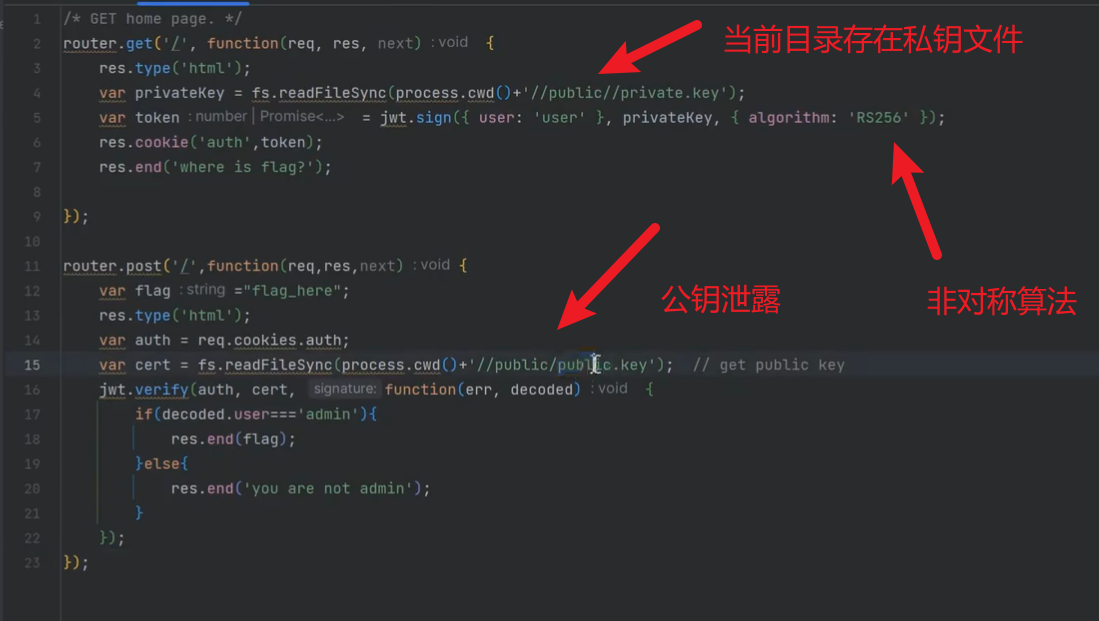 1 /* GET home page. */
2 router.get('/', function(req, res, next) :void {
当前目录存在私钥文件
3 res.type('html');
4 var privateKey = fs.readFileSync(process.cwd()+'//public//private.key');
5 var token :number | Promise<...> = jwt.sign({ user: 'user' }, privateKey, { algorithm: 'RS256' });
6 res.cookie('auth',token);
7 res.end('where is flag?');
8
9 });
10
11 router.post('/',function(req,res,next) :void {
12 var flag :string ="flag_here";
公钥泄露
非对称算法
13 res.type('html');
14 var auth = req.cookies.auth;
15 var cert = fs.readFileSync(process.cwd()+'//public/public.key'); // get public key
16 jwt.verify(auth, cert, signature: function(err, decoded) :void {
17 if(decoded.user==='admin'){
18 res.end(flag);
19 }else{
20 res.end('you are not admin');
21 }
22 });
23 });